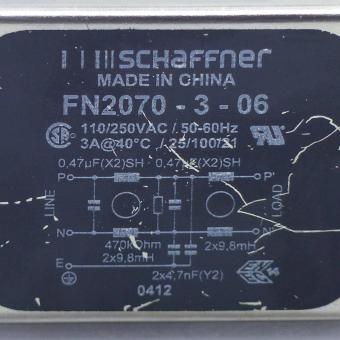 SCHAFFNER
MADE IN CHINA
FN2070 - 3 - 06
110/250VAC / 50-60Hz
3A@40°C / 25/100/21
0,47µF(X2)SH 0,47µF(X2)SH
P P'
LINE LOAD
N N'
470kOhm 2x9,8mH
2x9,8mH
E
2x4,7nF(Y2)
0412